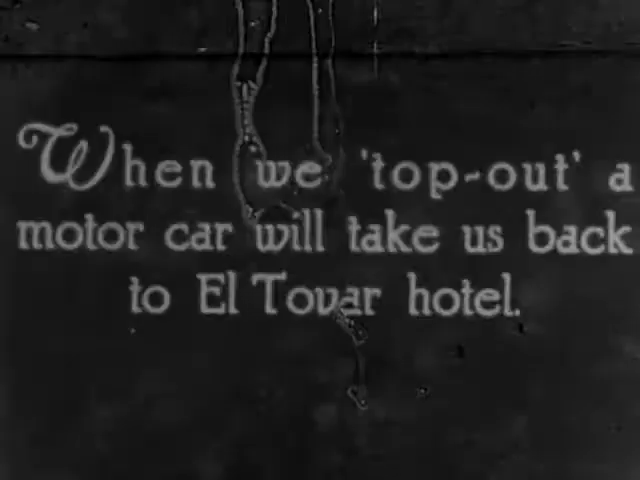 When we 'top-out' a
motor car will take us back
to El Tovar hotel.